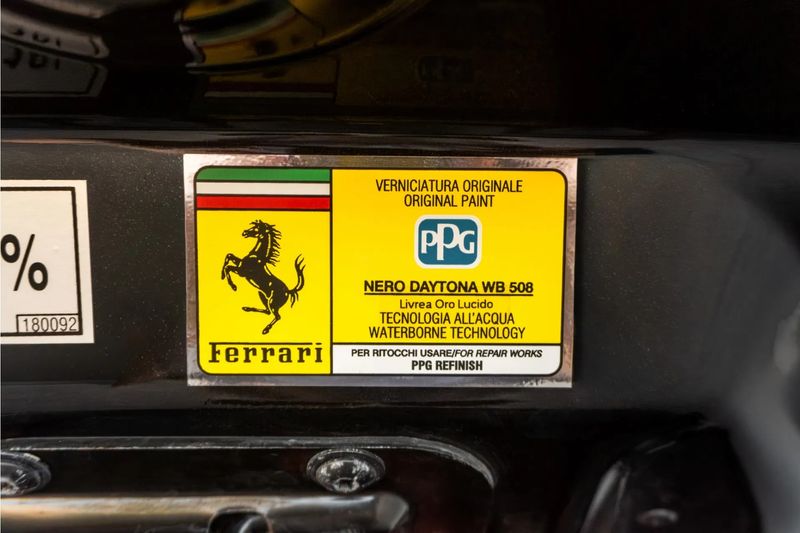 %
180092
Ferrari
VERNICIATURA ORIGINALE
ORIGINAL PAINT
PPG
NERO DAYTONA WB 508
Livrea Oro Lucido
TECNOLOGIA ALL'ACQUA
WATERBORNE TECHNOLOGY
PER RITOCCHI USARE/FOR REPAIR WORKS
PPG REFINISH